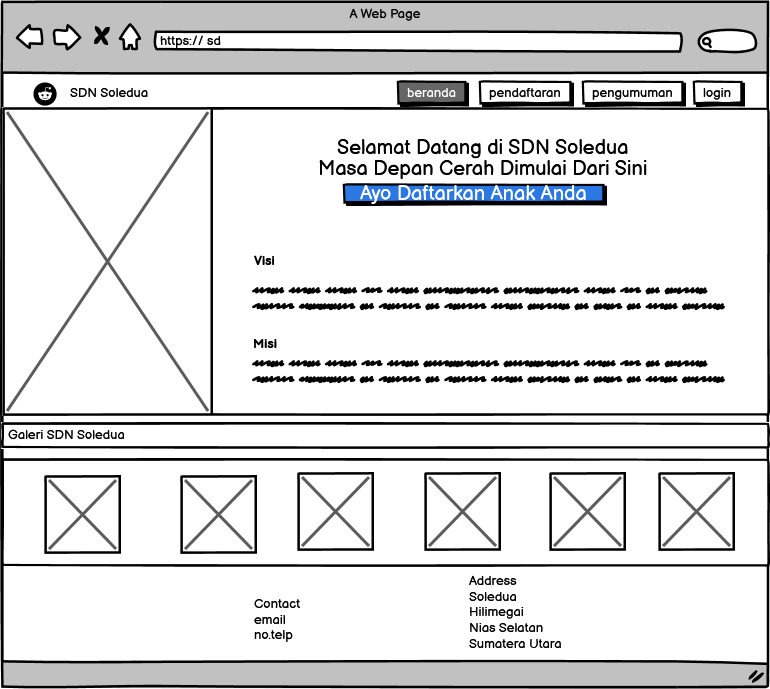 A Web Page
https:// sd
SDN Soledua
beranda
pendaftaran
pengumuman
login
Selamat Datang di SDN Soledua
Masa Depan Cerah Dimulai Dari Sini
Ayo Daftarkan Anak Anda
Visi
Misi
Galeri SDN Soledua
Contact
email
no.telp
Address
Soledua
Hilimegai
Nias Selatan
Sumatera Utara